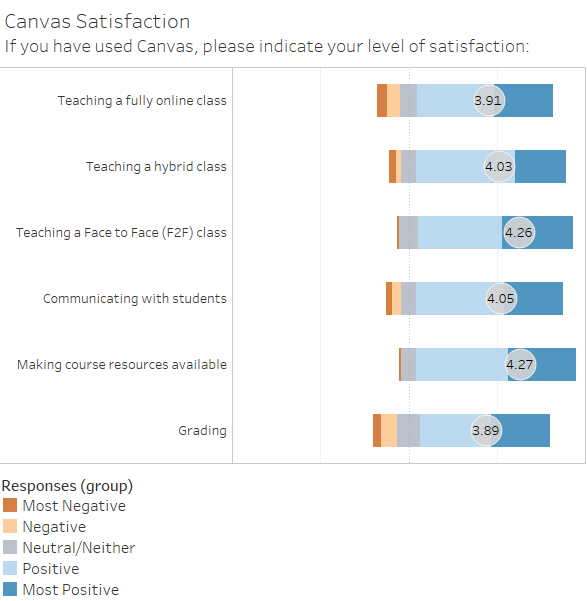 Canvas Satisfaction
If you have used Canvas, please indicate your level of satisfaction:
Teaching a fully online class 3.91
Teaching a hybrid class 4.03
Teaching a Face to Face (F2F) class 4.26
Communicating with students 4.05
Making course resources available 4.27
Grading 3.89
Responses (group)
Most Negative
Negative
Neutral/Neither
Positive
Most Positive